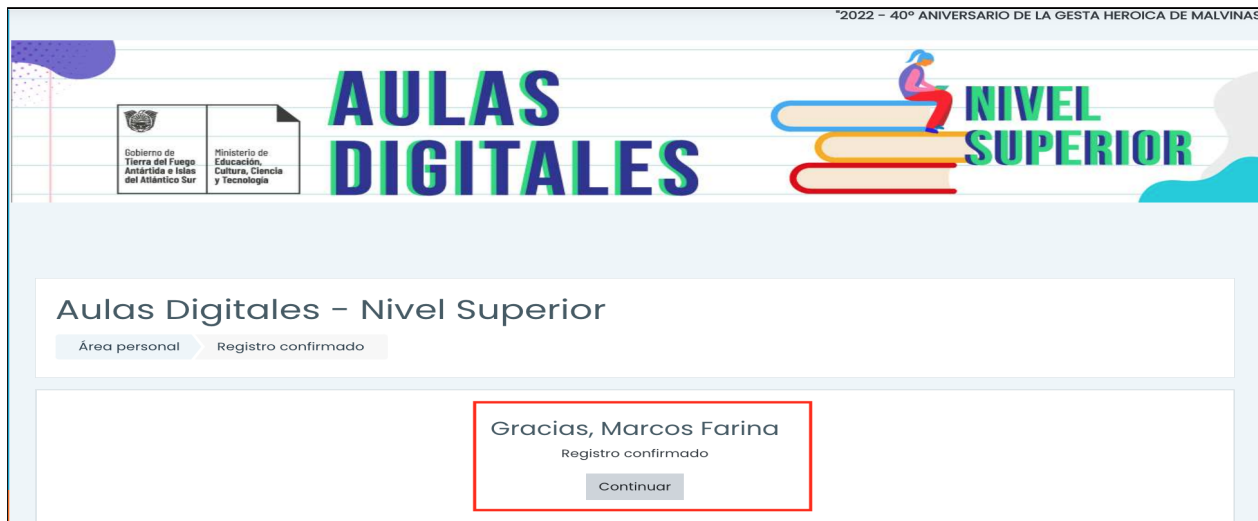 "2022 - 40º ANIVERSARIO DE LA GESTA HEROICA DE MALVINAS
AULAS
DIGITALES
NIVEL
SUPERIOR
Gobierno de
Tierra del Fuego
Antártida e Islas
del Atlántico Sur
Ministerio de
Educación,
Cultura, Ciencia
y Tecnología
Aulas Digitales - Nivel Superior
Área personal
Registro confirmado
Gracias, Marcos Farina
Registro confirmado
Continuar